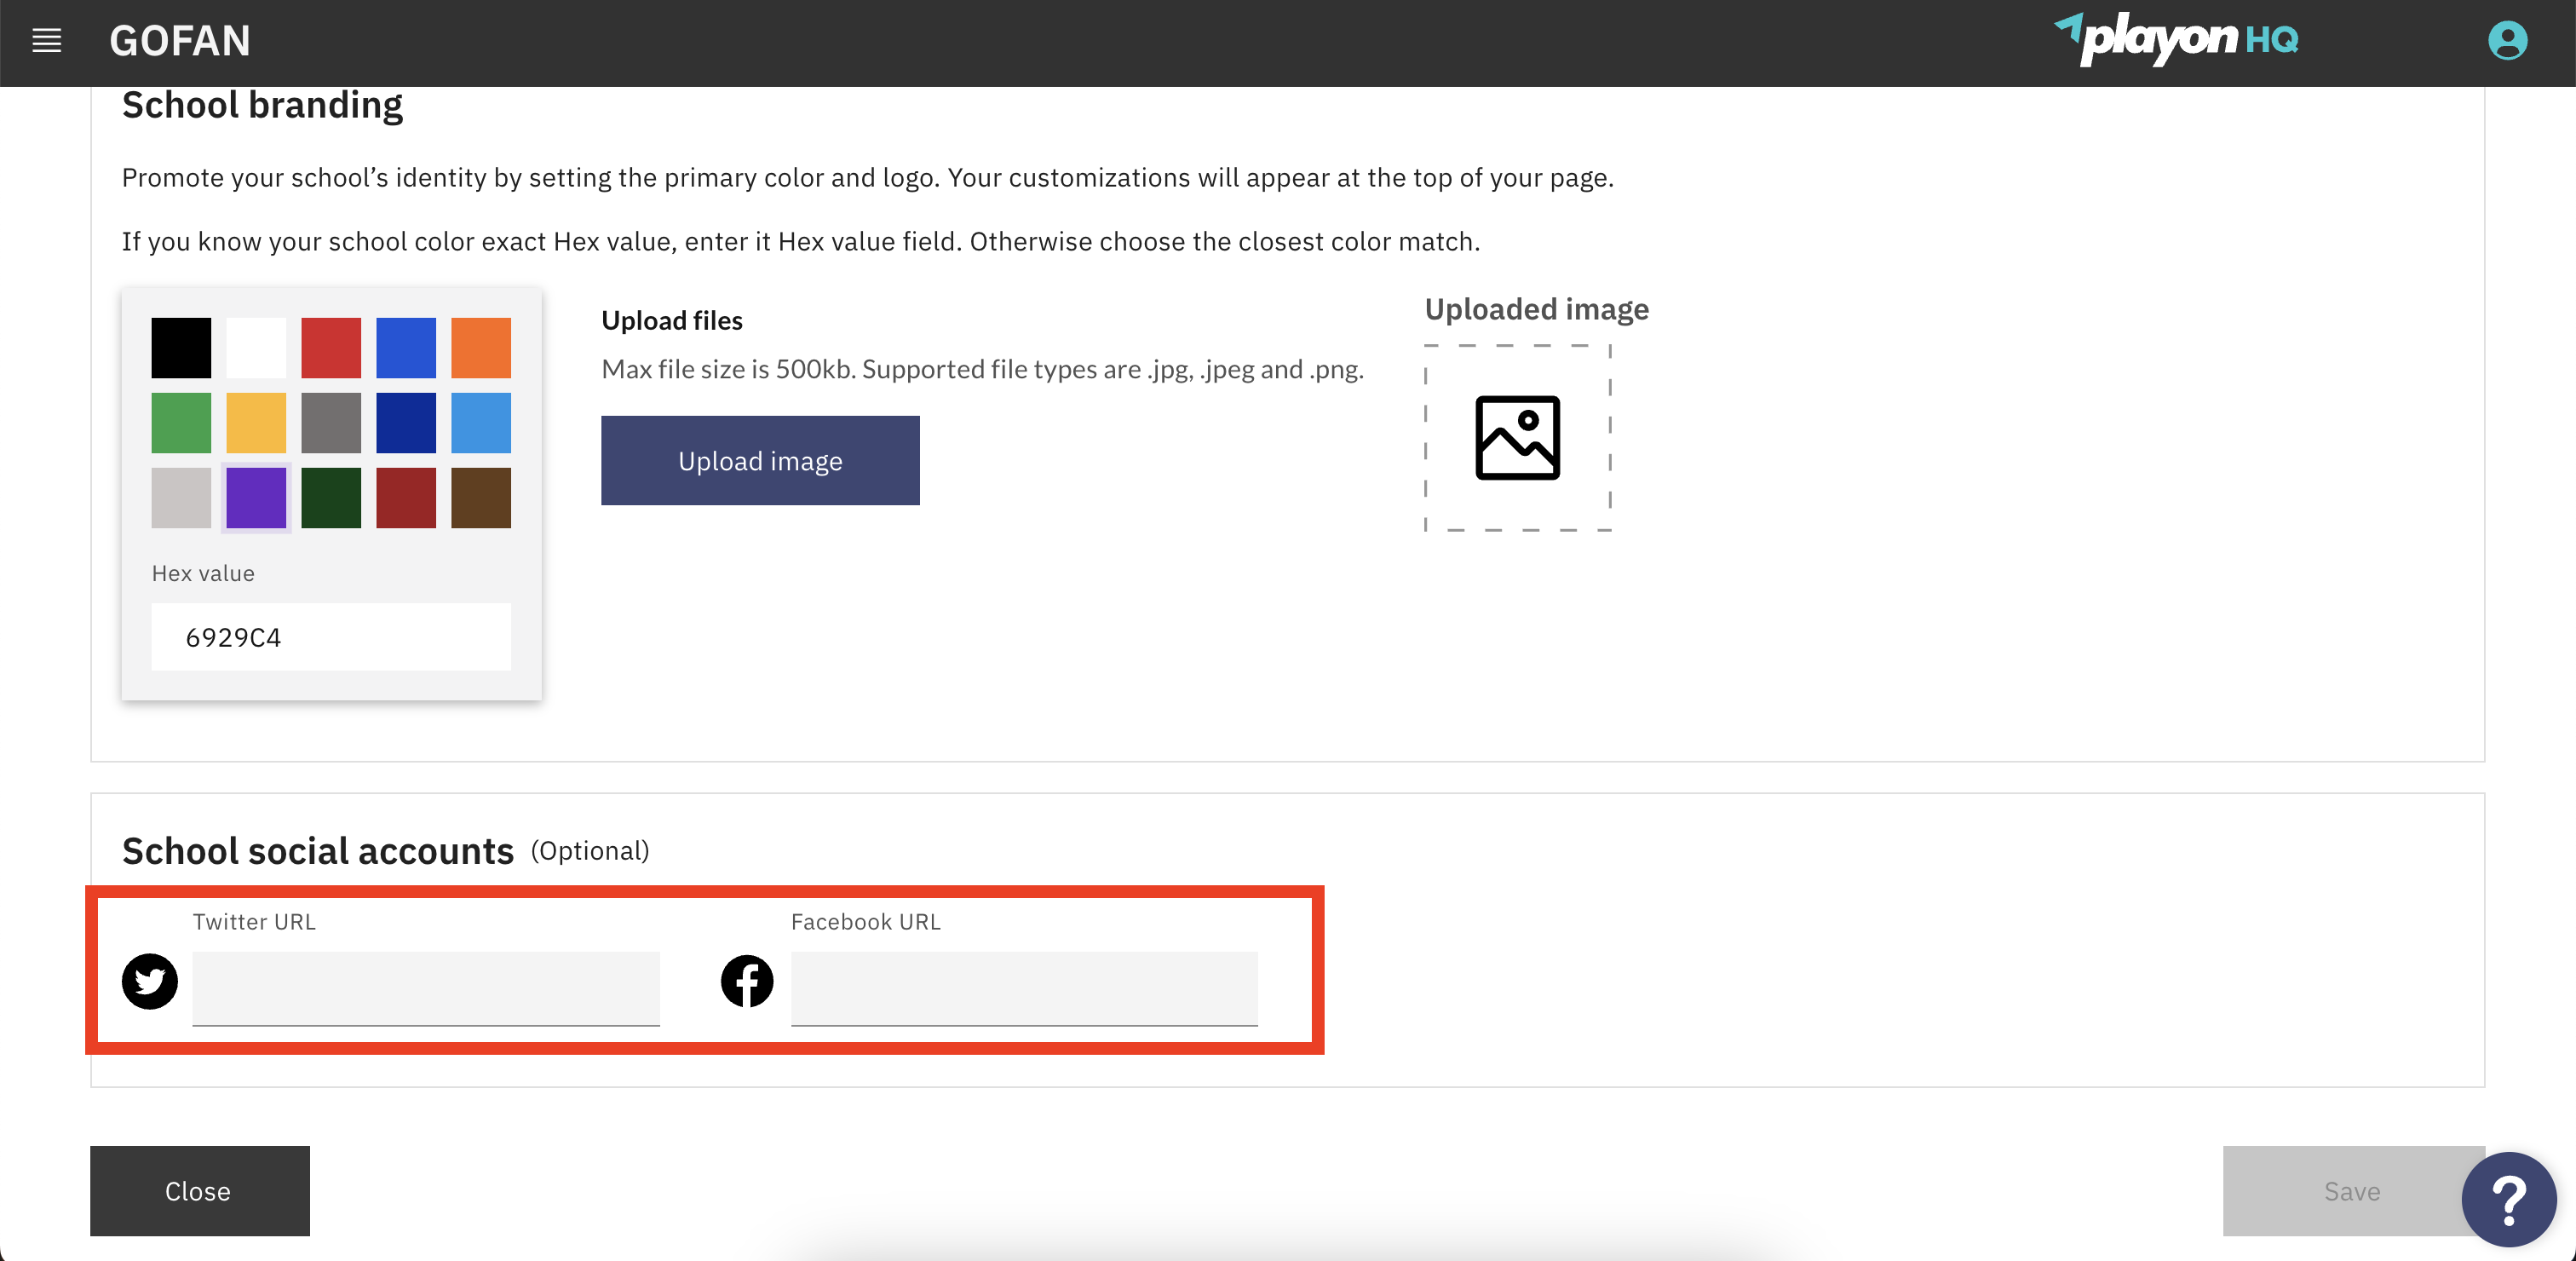 GOFAN
playon HQ
School branding
Promote your school’s identity by setting the primary color and logo. Your customizations will appear at the top of your page.
If you know your school color exact Hex value, enter it Hex value field. Otherwise choose the closest color match.
Upload files
Max file size is 500kb. Supported file types are .jpg, .jpeg and .png.
Upload image
Uploaded image
Hex value
6929C4
School social accounts (Optional)
Twitter URL
Facebook URL
Close
Save
?